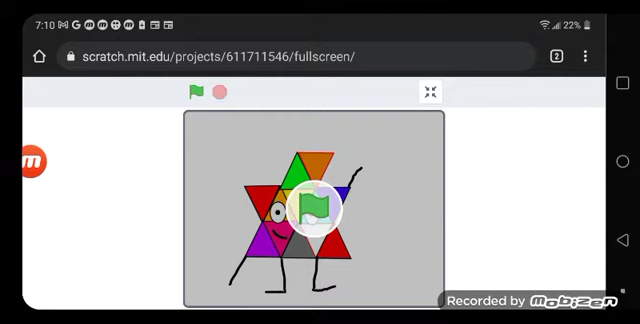 7:10
22%
scratch.mit.edu/projects/611711546/fullscreen/
2
m
Recorded by mobizen